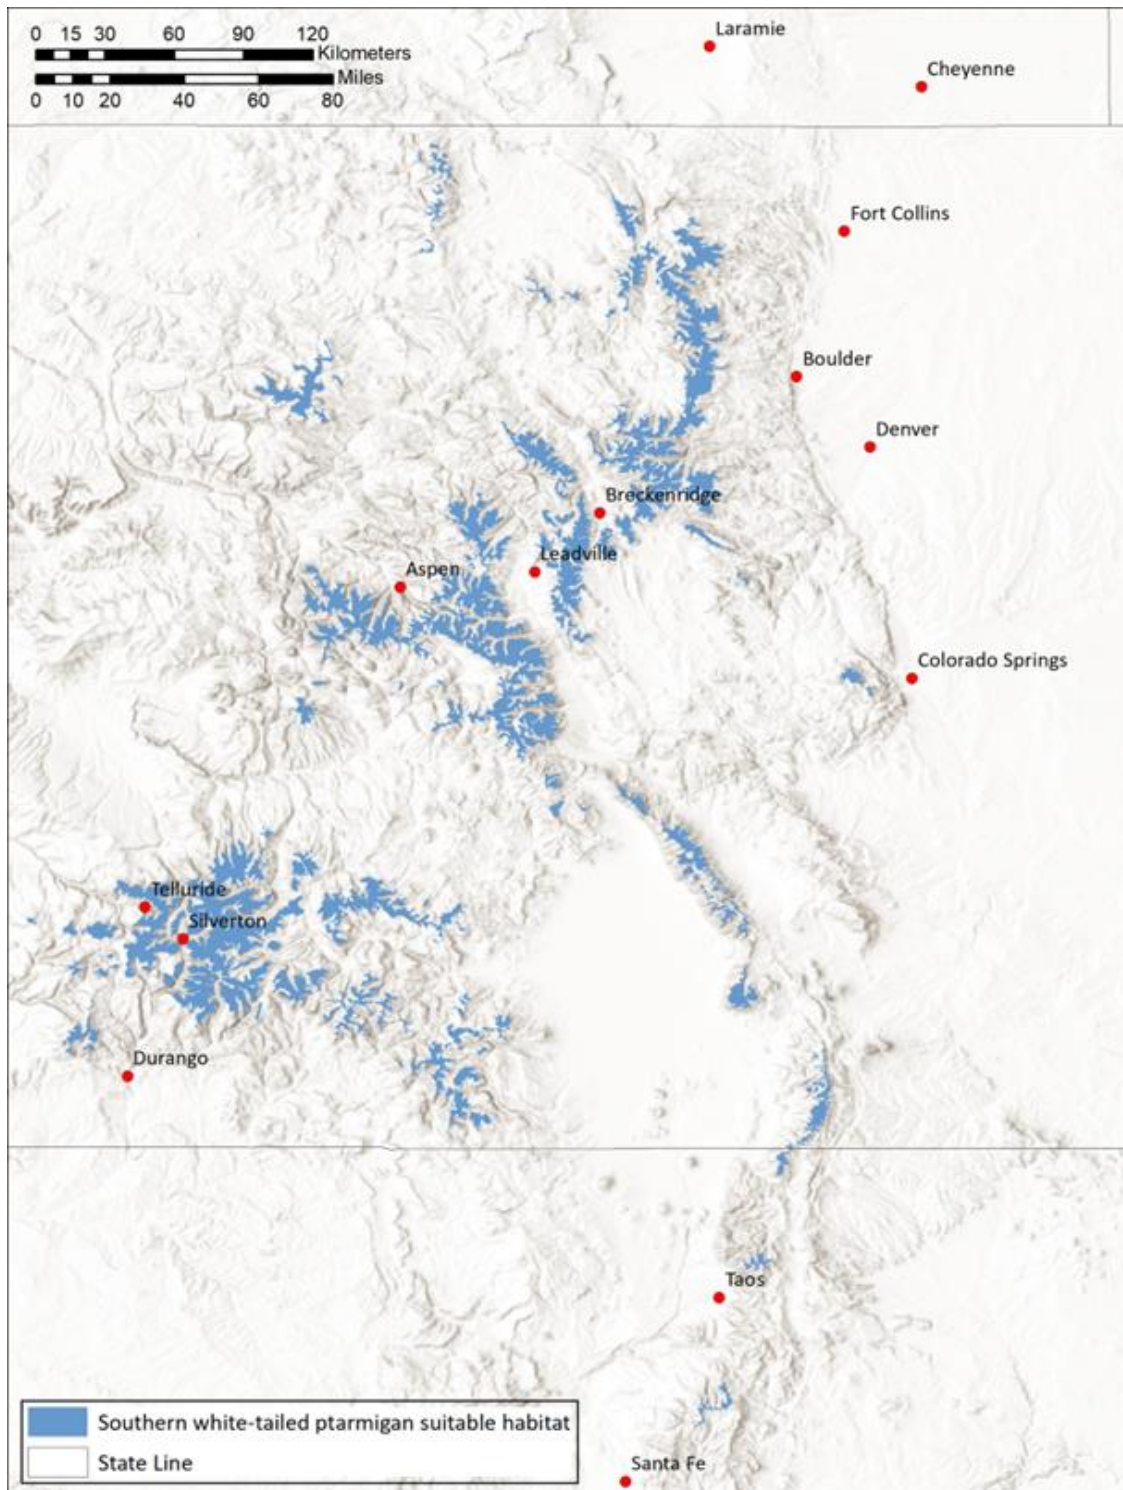 0 15 30 60 90 120
Kilometers
Miles
0 10 20 40 60 80
Laramie
Cheyenne
Fort Collins
Boulder
Denver
Breckenridge
Leadville
Aspen
Colorado Springs
Telluride
Silverton
Durango
Taos
Southern white-tailed ptarmigan suitable habitat
State Line
Santa Fe